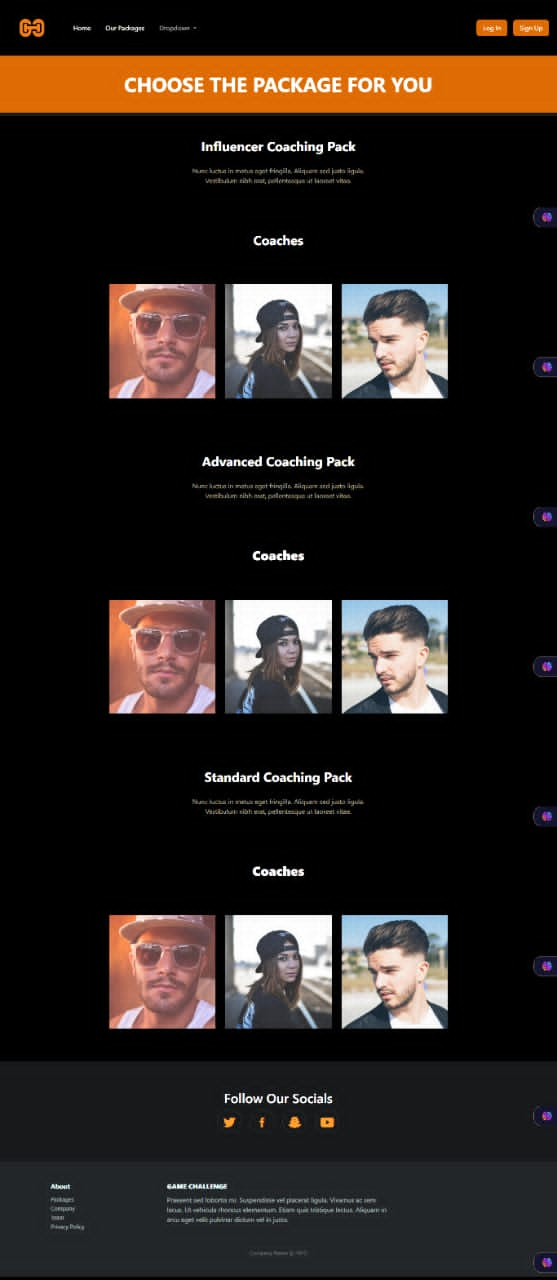 Home Our Packages Dropdown
Log In Sign Up
CHOOSE THE PACKAGE FOR YOU
Influencer Coaching Pack
Nunc luctus in metus eget fringilla. Aliquam sed justo ligula.
Vestibulum nibh erat, pellentesque ut laoreet vitae.
Coaches
Advanced Coaching Pack
Nunc luctus in metus eget fringilla. Aliquam sed justo ligula.
Vestibulum nibh erat, pellentesque ut laoreet vitae.
Coaches
Standard Coaching Pack
Nunc luctus in metus eget fringilla. Aliquam sed justo ligula.
Vestibulum nibh erat, pellentesque ut laoreet vitae.
Coaches
Follow Our Socials
About
Packages
Company
Team
Privacy Policy
GAME CHALLENGE
Praesent sed lobortis mi. Suspendisse vel placerat ligula. Vivamus ac sem
lacus. Ut vehicula rhoncus elementum. Etiam quis tristique lectus. Aliquam in
arcu eget velit pulvinar dictum vel in justo.
Company Name @